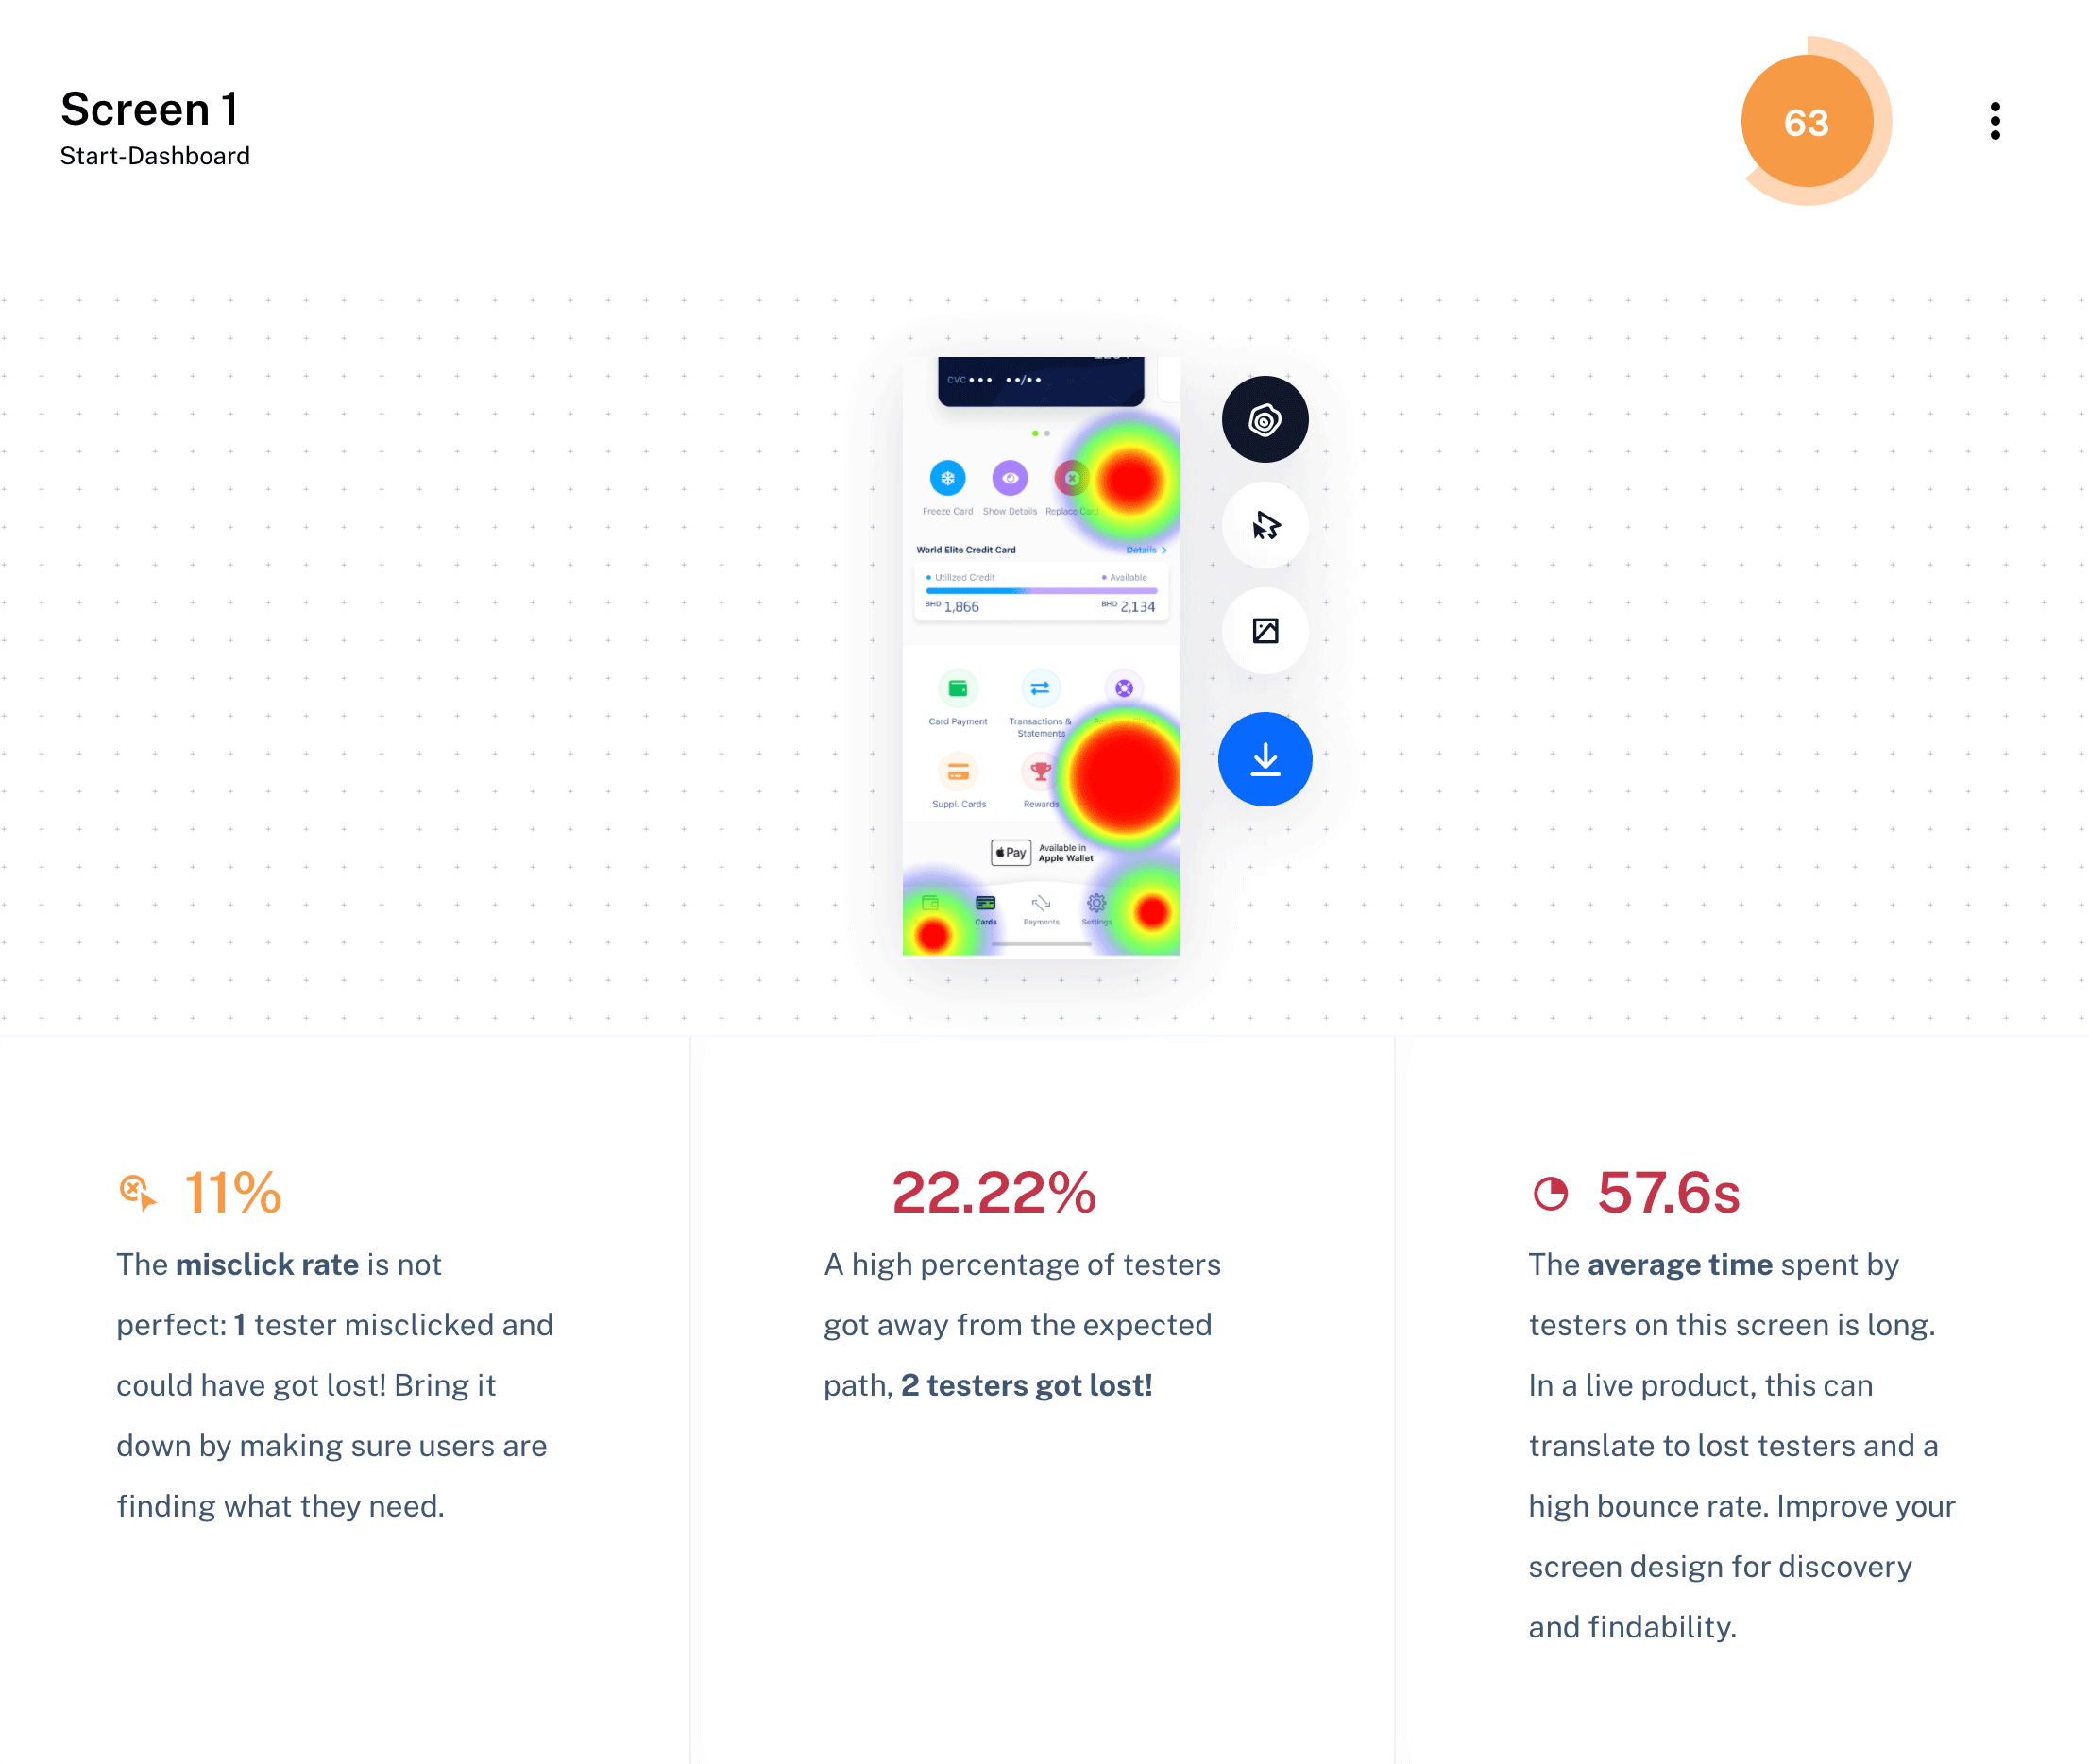 Screen 1
Start-Dashboard
63
CVC ••• ••/••
Freeze Card Show Details Replace Card
World Elite Credit Card Details
Utilized Credit Available
BHD 1,866 BHD 2,134
Card Payment Transactions &
Statements
Suppl. Cards Rewards
Pay Available in
Apple Wallet
Cards Payments Settings
11%
The misclick rate is not
perfect: 1 tester misclicked and
could have got lost! Bring it
down by making sure users are
finding what they need.
22.22%
A high percentage of testers
got away from the expected
path, 2 testers got lost!
57.6s
The average time spent by
testers on this screen is long.
In a live product, this can
translate to lost testers and a
high bounce rate. Improve your
screen design for discovery
and findability.